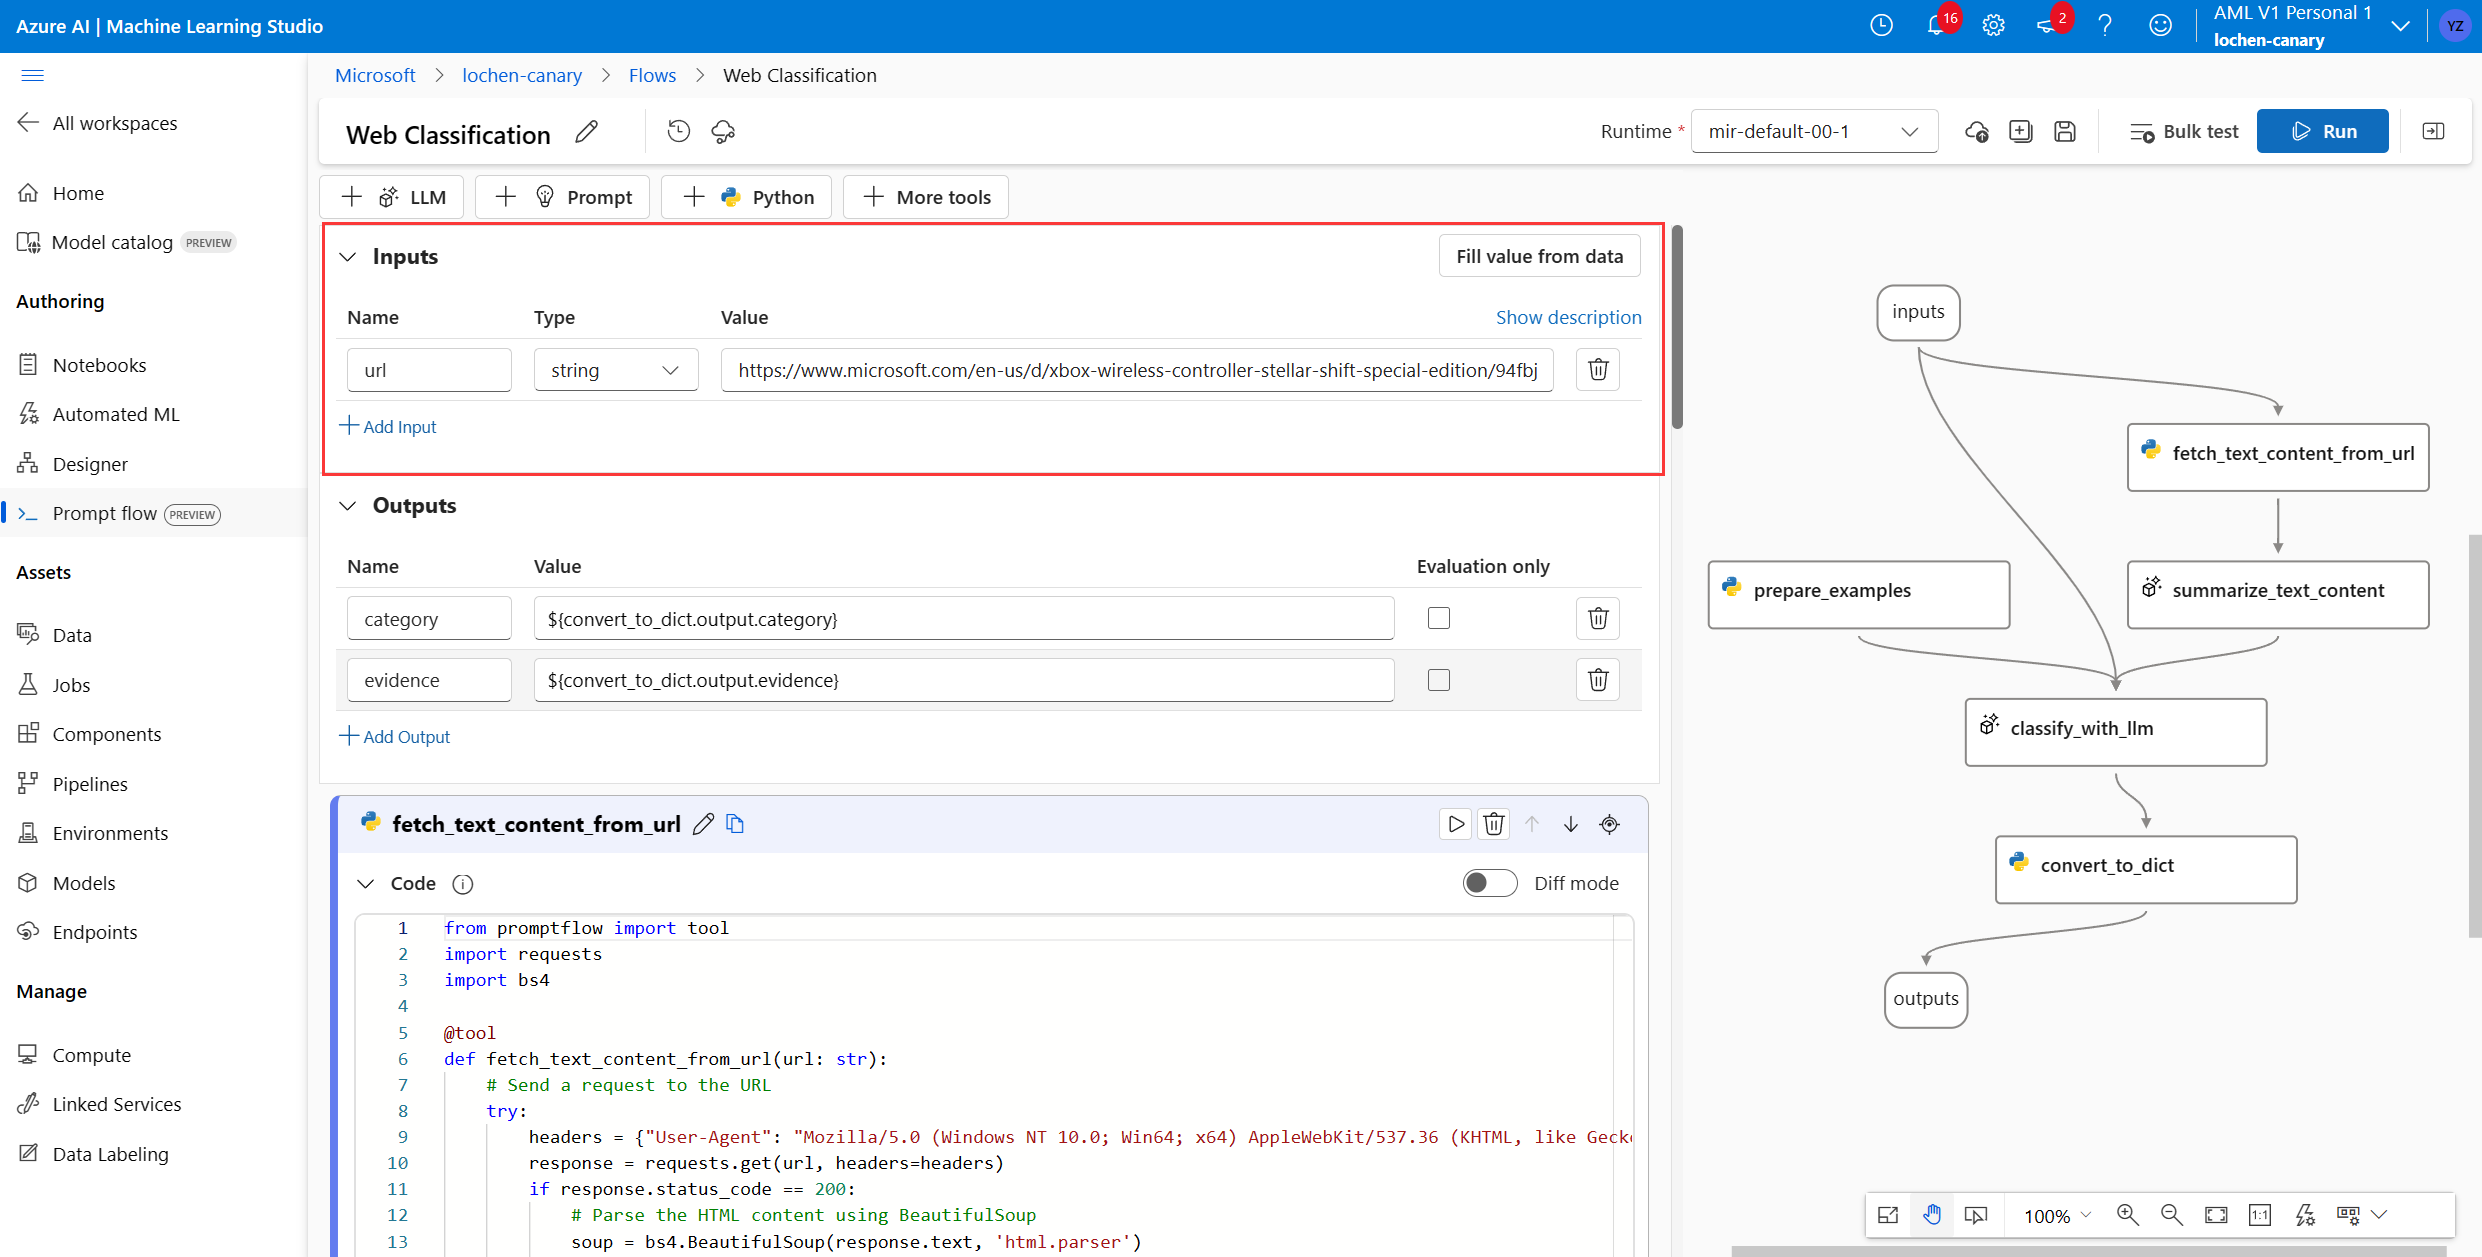 Azure AI | Machine Learning Studio
16
2
AML V1 Personal 1
lochen-canary
YZ
All workspaces
Home
Model catalog PREVIEW
Authoring
Notebooks
Automated ML
Designer
Prompt flow PREVIEW
Assets
Data
Jobs
Components
Pipelines
Environments
Models
Endpoints
Manage
Compute
Linked Services
Data Labeling
Microsoft > lochen-canary > Flows > Web Classification
Web Classification
Runtime *
mir-default-00-1
Bulk test
Run
LLM
Prompt
Python
More tools
Inputs
Fill value from data
Name Type Value Show description
url string https://www.microsoft.com/en-us/d/xbox-wireless-controller-stellar-shift-special-edition/94fbj
Add Input
Outputs
Name Value Evaluation only
category ${convert_to_dict.output.category}
evidence ${convert_to_dict.output.evidence}
Add Output
fetch_text_content_from_url
Code
Diff mode
1 from promptflow import tool
2 import requests
3 import bs4
4
5 @tool
6 def fetch_text_content_from_url(url: str):
7 # Send a request to the URL
8 try:
9 headers = {"User-Agent": "Mozilla/5.0 (Windows NT 10.0; Win64; x64) AppleWebKit/537.36 (KHTML, like Gecko
10 response = requests.get(url, headers=headers)
11 if response.status_code == 200:
12 # Parse the HTML content using BeautifulSoup
13 soup = bs4.BeautifulSoup(response.text, 'html.parser')
inputs
fetch_text_content_from_url
prepare_examples
summarize_text_content
classify_with_llm
convert_to_dict
outputs
100%
1:1